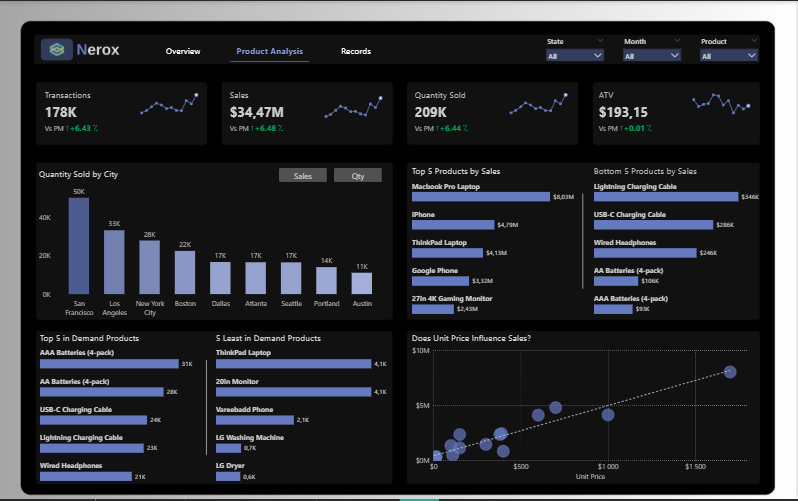 Nerox
Overview
Product Analysis
Records
State
All
Month
All
Product
All
Transactions
178K
Vs PM ↑+6.43 %
Sales
$34,47M
Vs PM ↑+6.48 %
Quantity Sold
209K
Vs PM ↑+6.44 %
ATV
$193,15
Vs PM ↑+0.01 %
Quantity Sold by City
Sales
Qty
40K
20K
0K
50K
33K
28K
22K
17K
17K
17K
14K
11K
San Francisco
Los Angeles
New York City
Boston
Dallas
Atlanta
Seattle
Portland
Austin
Top 5 Products by Sales
Macbook Pro Laptop
$8,03M
iPhone
$4,79M
ThinkPad Laptop
$4,13M
Google Phone
$3,32M
27in 4K Gaming Monitor
$2,43M
Bottom 5 Products by Sales
Lightning Charging Cable
$346K
USB-C Charging Cable
$286K
Wired Headphones
$246K
AA Batteries (4-pack)
$106K
AAA Batteries (4-pack)
$93K
Top 5 in Demand Products
AAA Batteries (4-pack)
31K
AA Batteries (4-pack)
28K
USB-C Charging Cable
24K
Lightning Charging Cable
23K
Wired Headphones
21K
5 Least in Demand Products
ThinkPad Laptop
4,1K
20in Monitor
4,1K
Vareebadd Phone
2,1K
LG Washing Machine
0,7K
LG Dryer
0,6K
Does Unit Price Influence Sales?
$10M
$5M
$0M
$0
$500
$1 000
$1 500
Unit Price